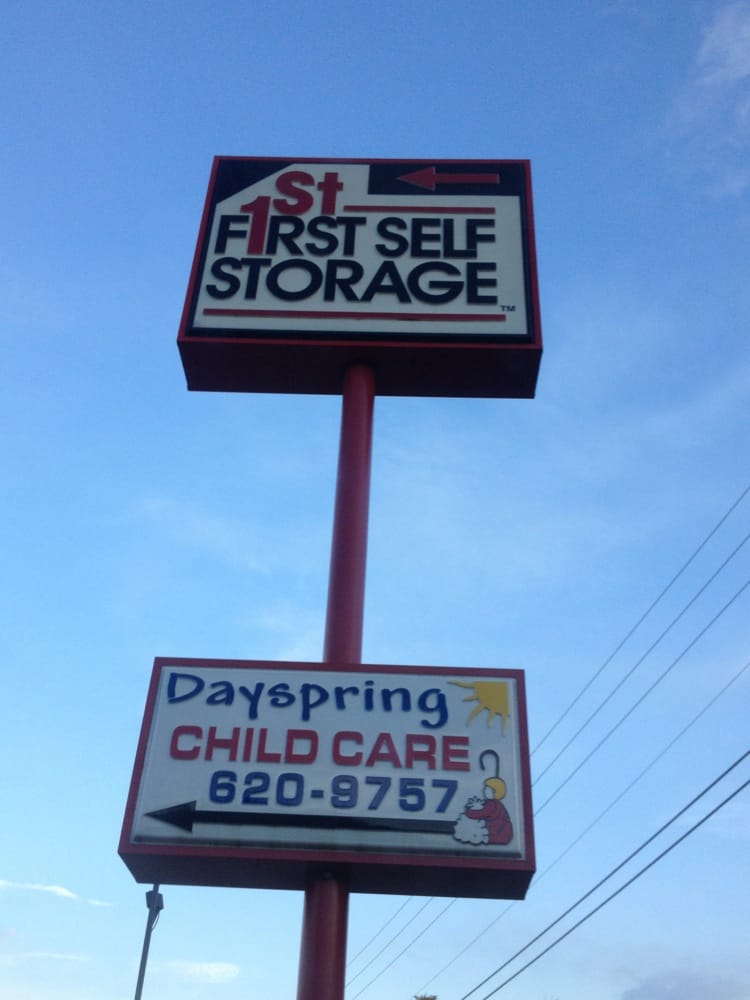 1St
FIRST SELF
STORAGE
TM
Dayspring
CHILD CARE
620-9757